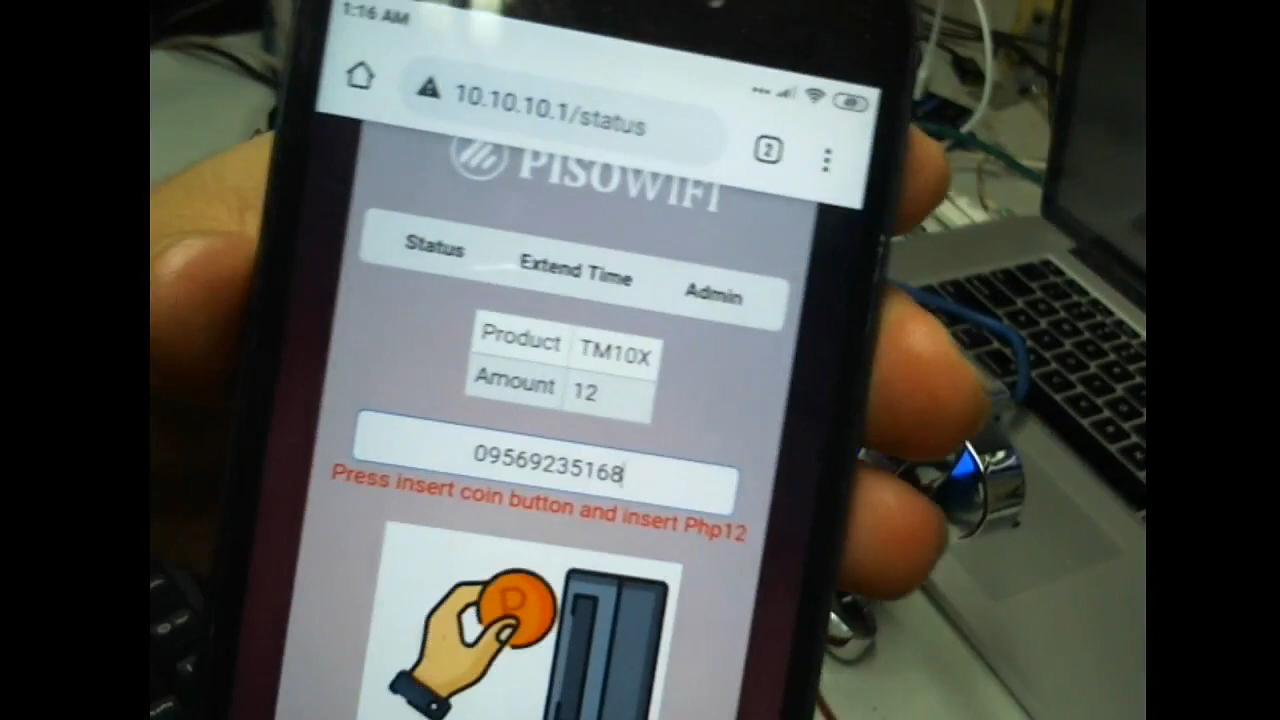 1:16 AM
10.10.10.1/status
2
PISOWIFI
Status Extend Time Admin
Product TM10X
Amount 12
09569235168
Press insert coin button and insert Php12
P